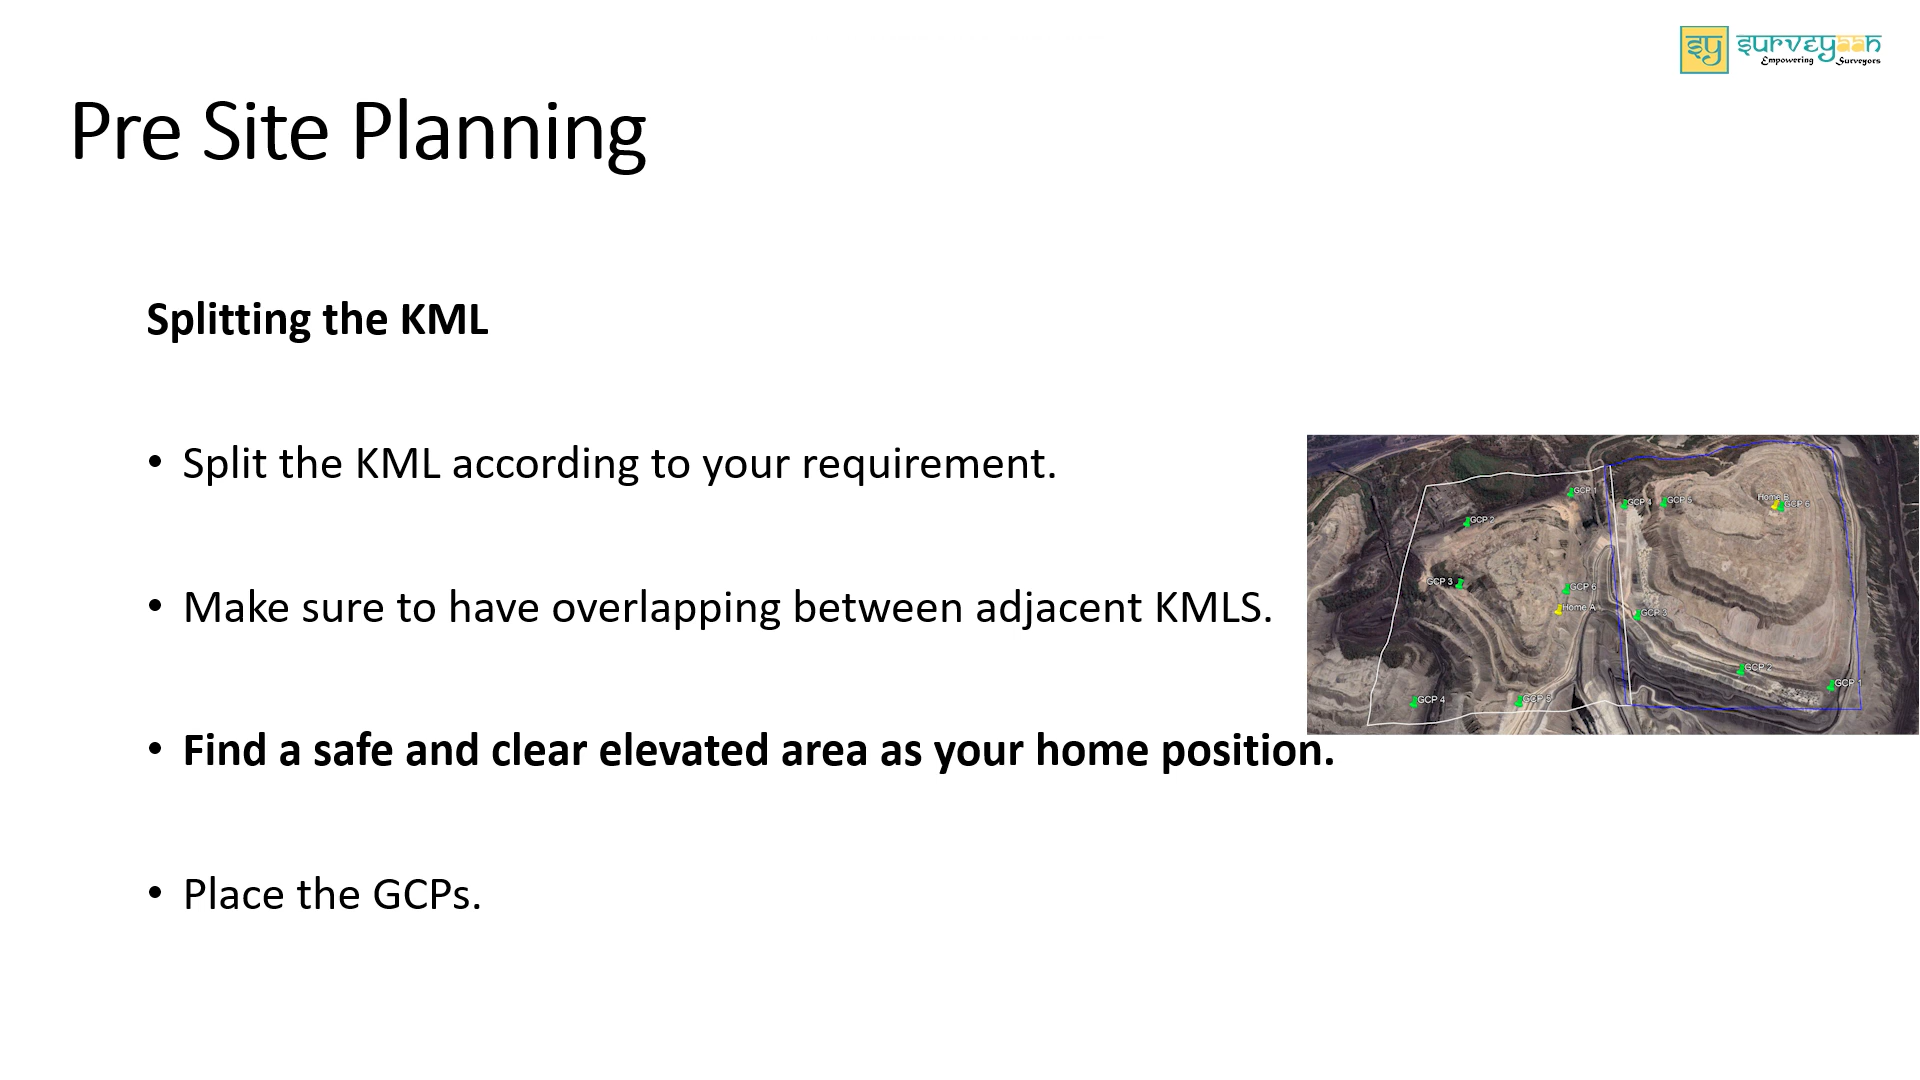 sy surveyaan
Empowering Surveyors
Pre Site Planning
Splitting the KML
• Split the KML according to your requirement.
• Make sure to have overlapping between adjacent KMLS.
• Find a safe and clear elevated area as your home position.
• Place the GCPs.
GCP 1
GCP 2
GCP 3
GCP 6
Home A
GCP 4
GCP 5
GCP 4
GCP 5
Home B
GCP 6
GCP 3
GCP 2
GCP 1